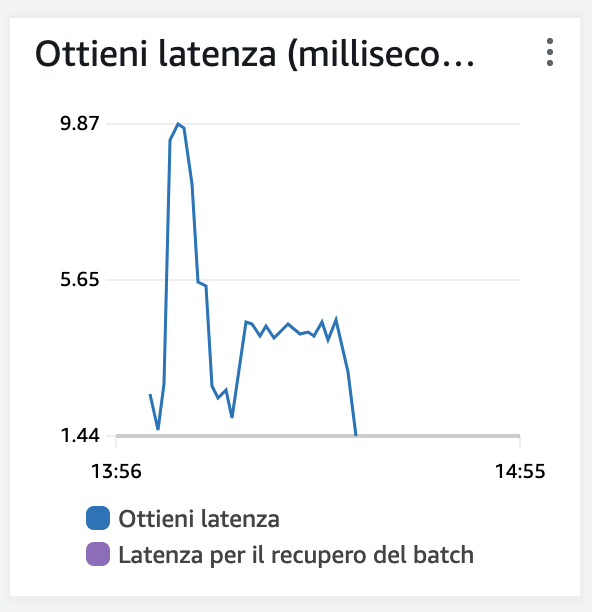 Ottieni latenza (milliseco...
9.87
5.65
1.44
13:56
14:55
Ottieni latenza
Latenza per il recupero del batch